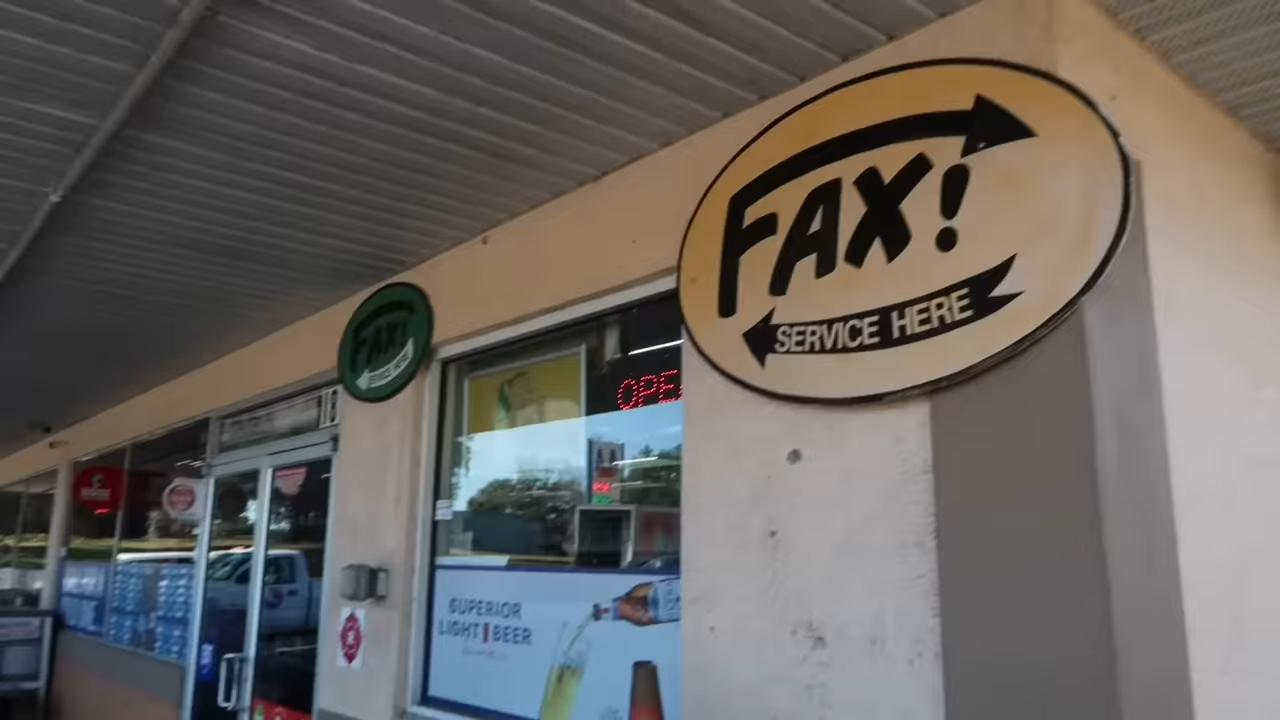 FAX!
SERVICE HERE
FAX!
OPE
SUPERIOR
LIGHT BEER